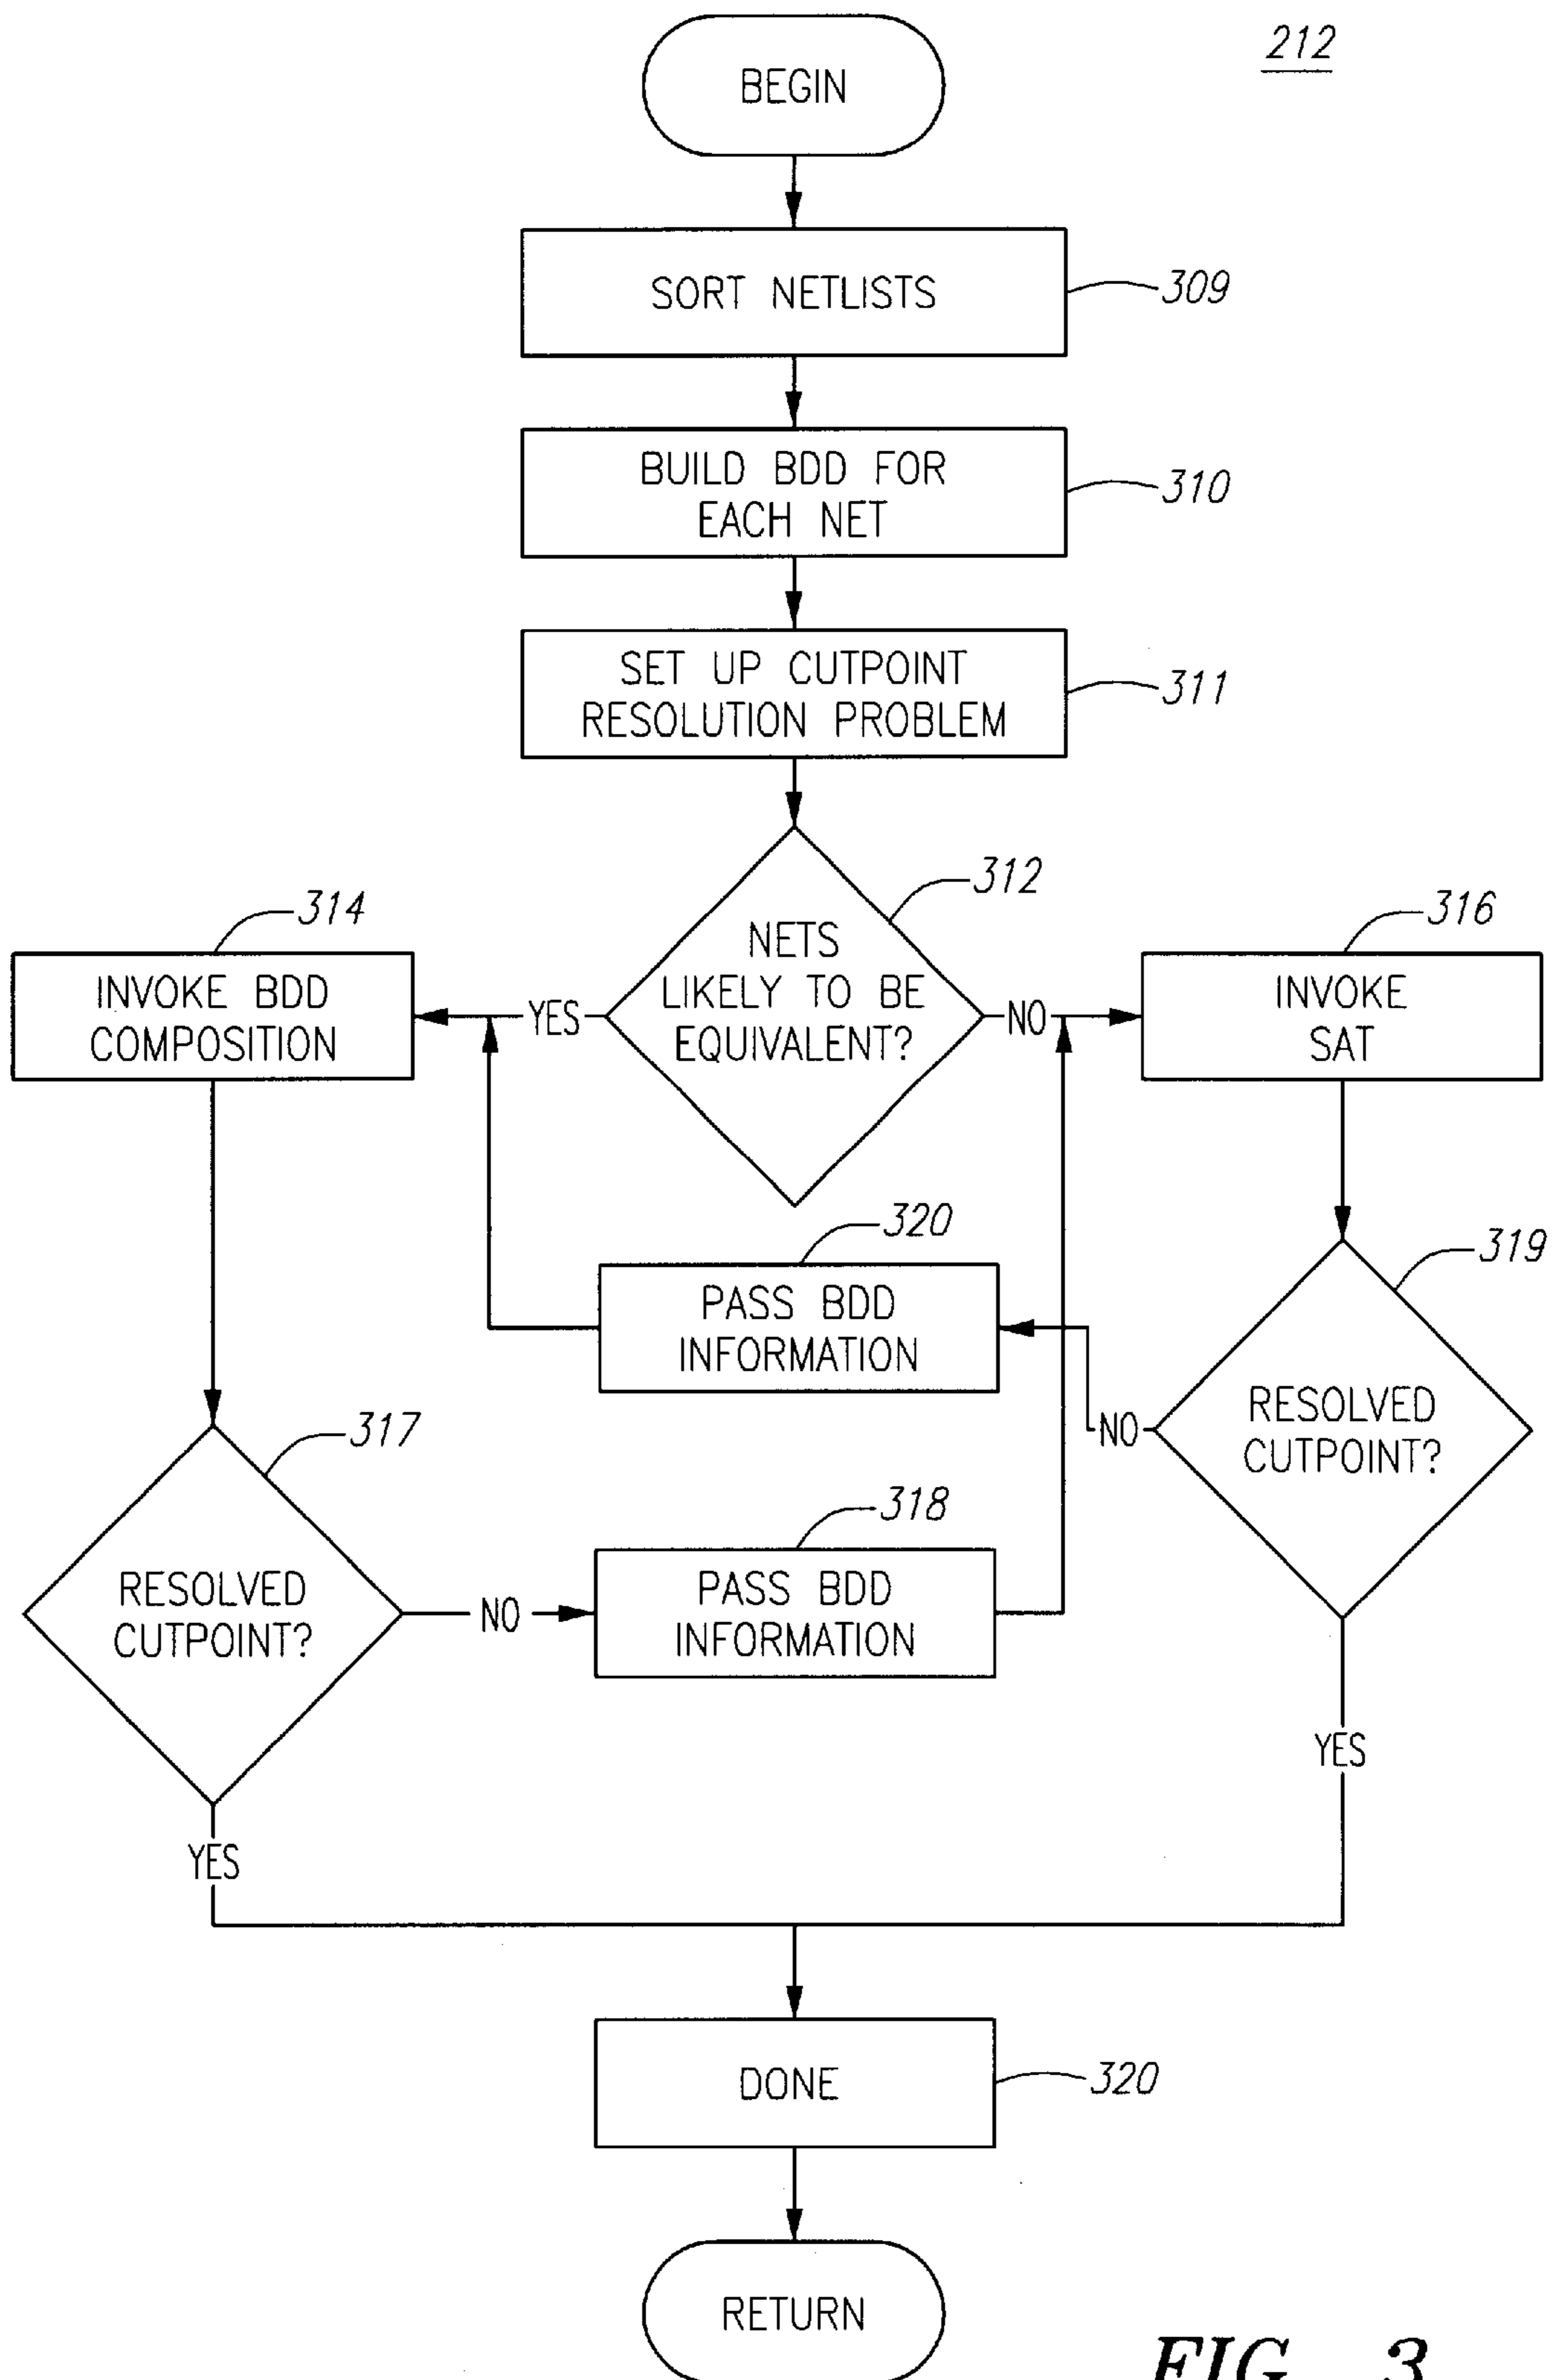 212
BEGIN
SORT NETLISTS
309
BUILD BDD FOR
EACH NET
310
SET UP CUTPOINT
RESOLUTION PROBLEM
311
312
NETS
LIKELY TO BE
EQUIVALENT?
YES
NO
314
INVOKE BDD
COMPOSITION
316
INVOKE
SAT
320
PASS BDD
INFORMATION
319
RESOLVED
CUTPOINT?
NO
YES
317
RESOLVED
CUTPOINT?
NO
YES
318
PASS BDD
INFORMATION
DONE
320
RETURN
FIG. 3